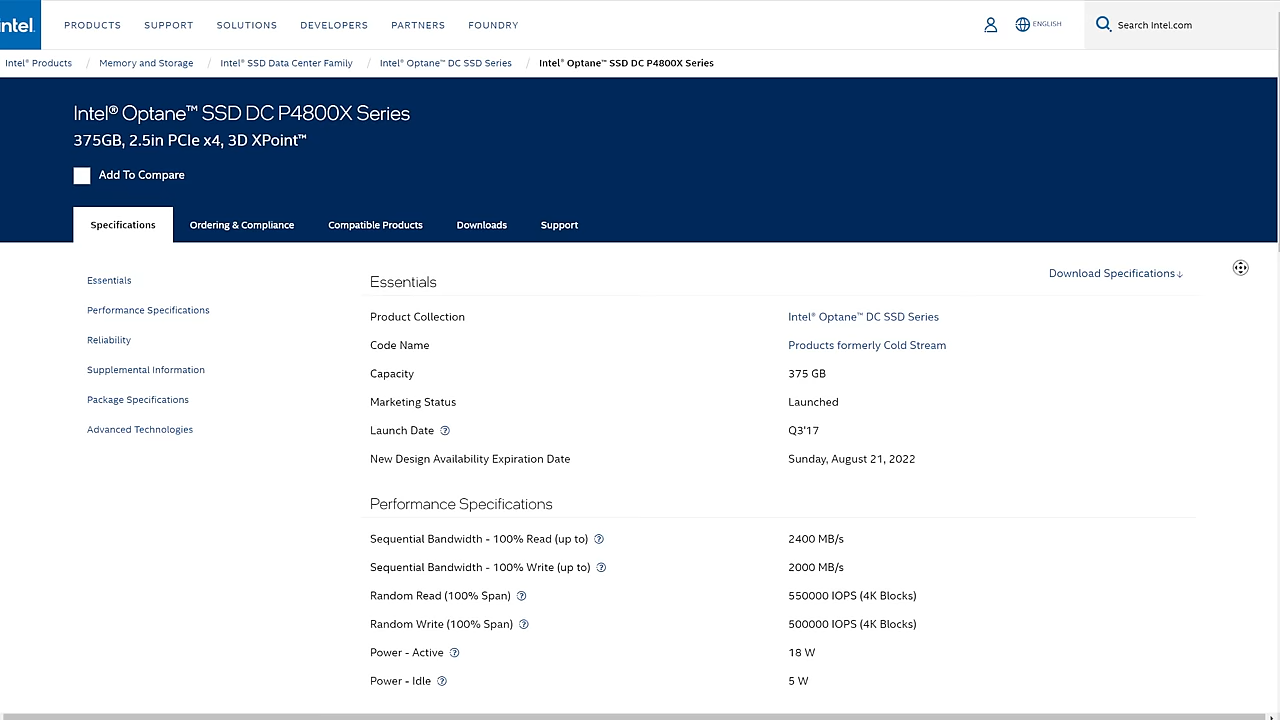 intel.
PRODUCTS SUPPORT SOLUTIONS DEVELOPERS PARTNERS FOUNDRY ENGLISH Search Intel.com
Intel® Products / Memory and Storage / Intel® SSD Data Center Family / Intel® Optane™ DC SSD Series / Intel® Optane™ SSD DC P4800X Series
Intel® Optane™ SSD DC P4800X Series
375GB, 2.5in PCIe x4, 3D XPoint™
Add To Compare
Specifications Ordering & Compliance Compatible Products Downloads Support
Essentials
Performance Specifications
Reliability
Supplemental Information
Package Specifications
Advanced Technologies
Download Specifications↓
Essentials
Product Collection Intel® Optane™ DC SSD Series
Code Name Products formerly Cold Stream
Capacity 375 GB
Marketing Status Launched
Launch Date ? Q3'17
New Design Availability Expiration Date Sunday, August 21, 2022
Performance Specifications
Sequential Bandwidth - 100% Read (up to) ? 2400 MB/s
Sequential Bandwidth - 100% Write (up to) ? 2000 MB/s
Random Read (100% Span) ? 550000 IOPS (4K Blocks)
Random Write (100% Span) ? 500000 IOPS (4K Blocks)
Power - Active ? 18 W
Power - Idle ? 5 W